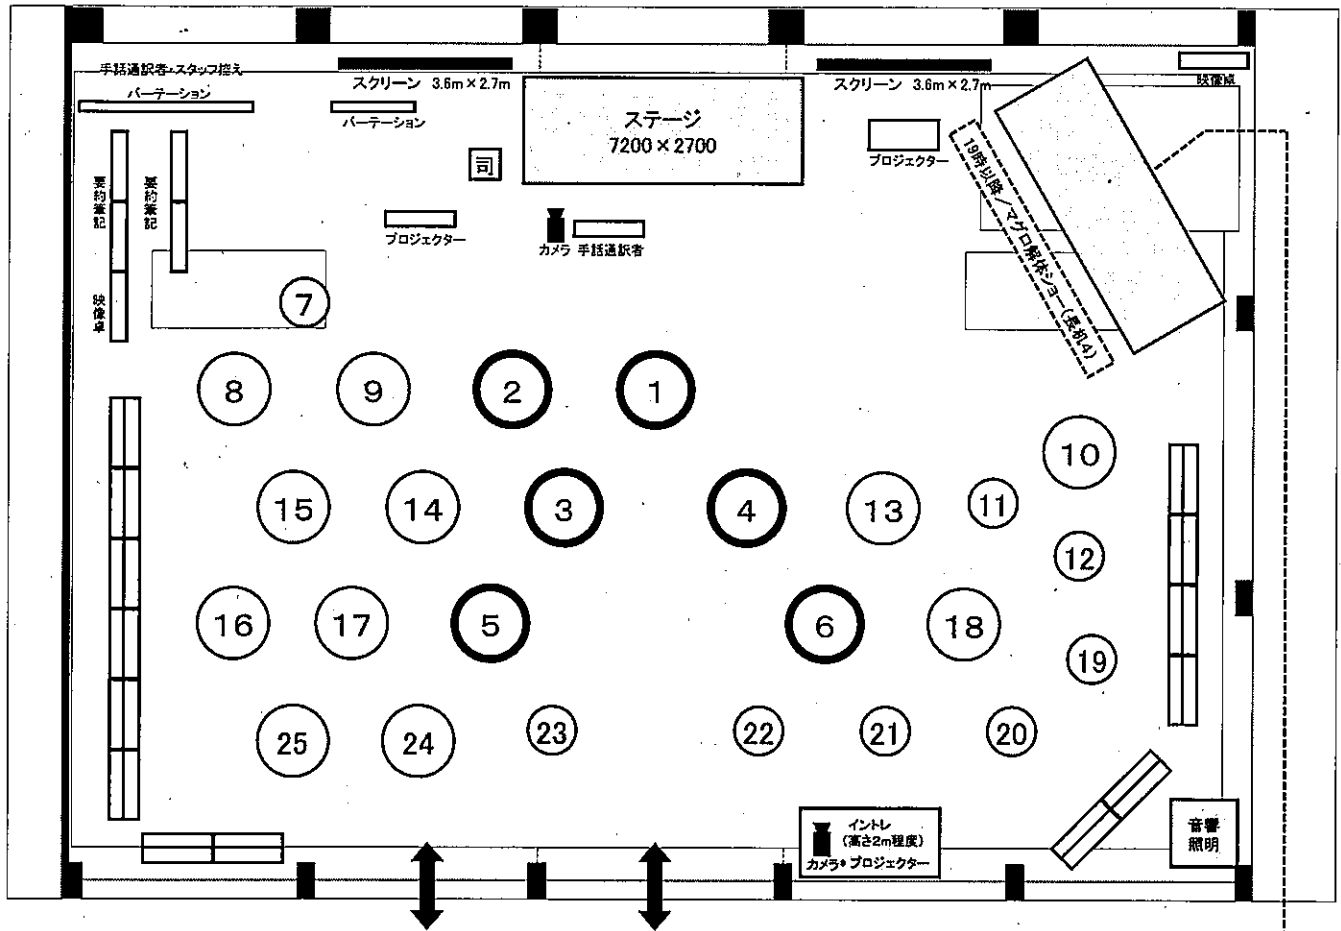 手話通訳者・スタッフ控え
パーテーション
スクリーン 3.6m×2.7m
パーテーション
ステージ
7200×2700
スクリーン 3.6m×2.7m
映像卓
司
プロジェクター
19時以降／マグロ解体ショー（長机4）
要約筆記
要約筆記
映像卓
プロジェクター
カメラ 手話通訳者
7
8
9
2
1
10
15
14
3
4
13
11
12
16
17
5
6
18
19
25
24
23
22
21
20
イントレ
（高さ2m程度）
カメラ・プロジェクター
音響
照明